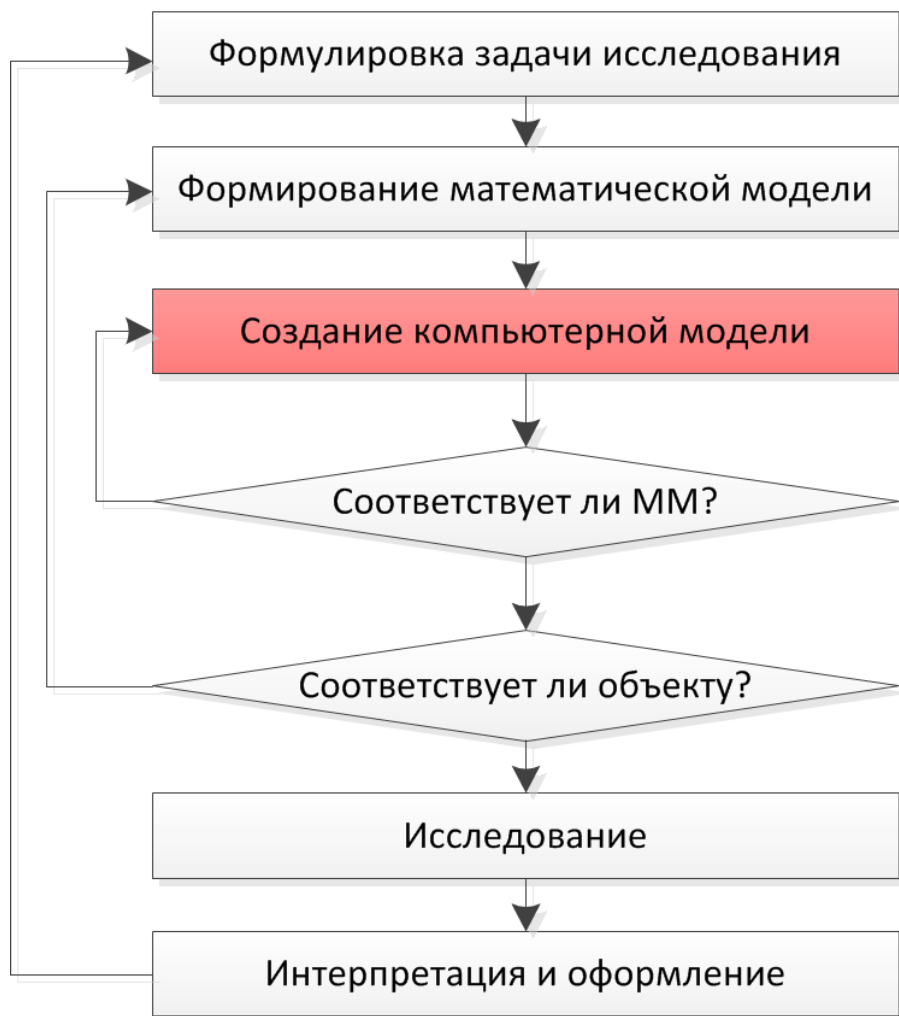 Формулировка задачи исследования
Формирование математической модели
Создание компьютерной модели
Соответствует ли ММ?
Соответствует ли объекту?
Исследование
Интерпретация и оформление